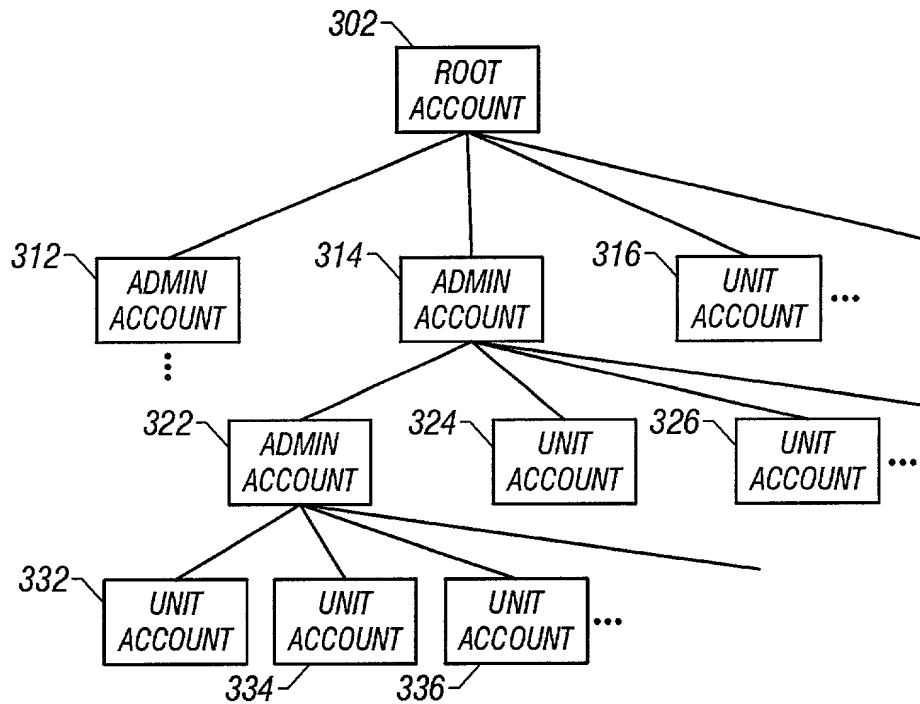 302
ROOT
ACCOUNT
312
ADMIN
ACCOUNT
314
ADMIN
ACCOUNT
316
UNIT
ACCOUNT
322
ADMIN
ACCOUNT
324
UNIT
ACCOUNT
326
UNIT
ACCOUNT
332
UNIT
ACCOUNT
334
UNIT
ACCOUNT
336
UNIT
ACCOUNT